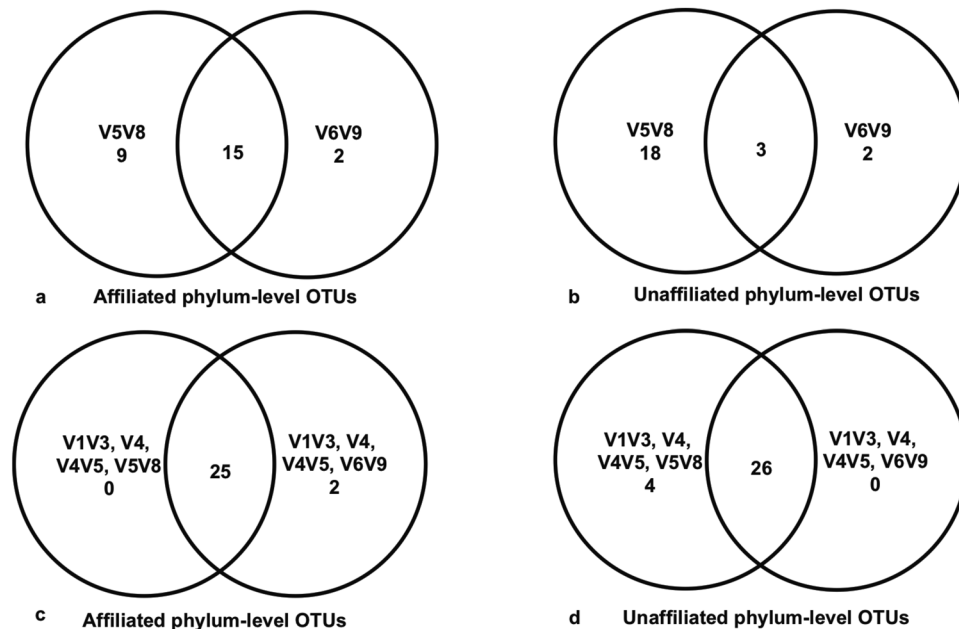 V5V8
9
15
V6V9
2
a Affiliated phylum-level OTUs
V5V8
18
3
V6V9
2
b Unaffiliated phylum-level OTUs
V1V3, V4,
V4V5, V5V8
0
25
V1V3, V4,
V4V5, V6V9
2
c Affiliated phylum-level OTUs
V1V3, V4,
V4V5, V5V8
4
26
V1V3, V4,
V4V5, V6V9
0
d Unaffiliated phylum-level OTUs